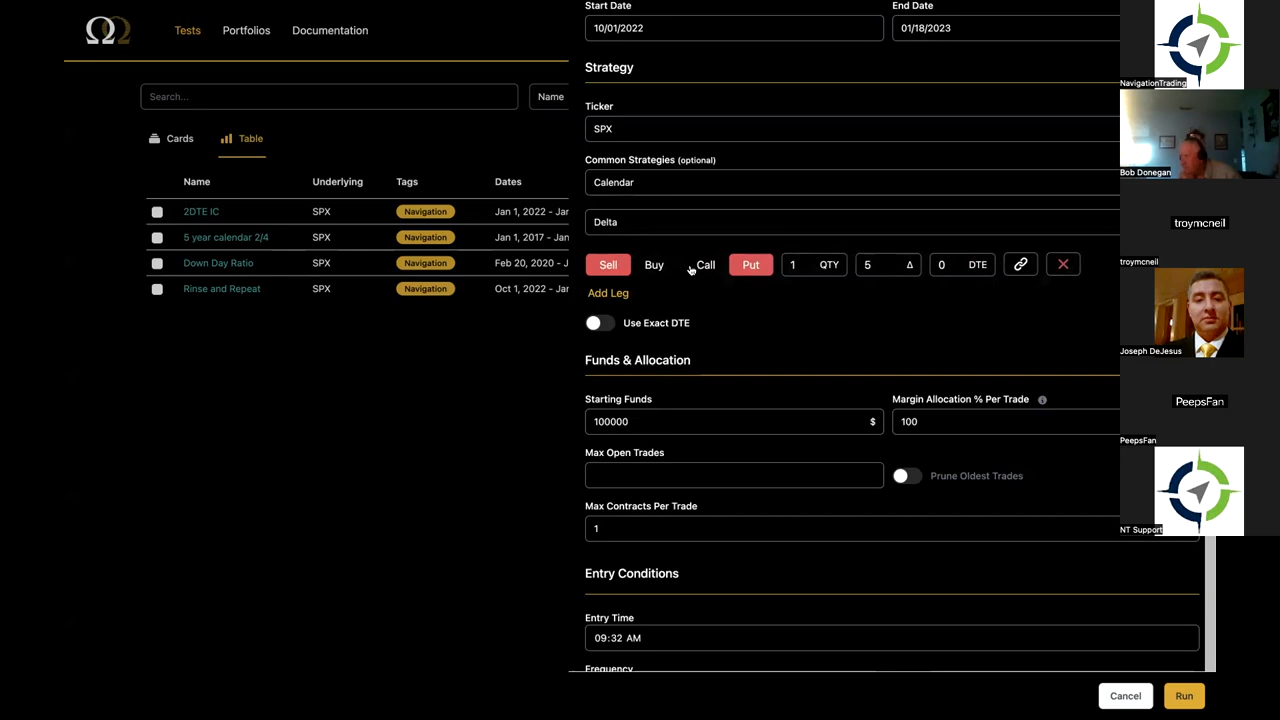 Tests
Portfolios
Documentation
Search...
Name
Cards
Table
Name
Underlying
Tags
Dates
2DTE IC
SPX
Navigation
Jan 1, 2022 - Jan
5 year calendar 2/4
SPX
Navigation
Jan 1, 2017 - Jan
Down Day Ratio
SPX
Navigation
Feb 20, 2020 -
Rinse and Repeat
SPX
Navigation
Oct 1, 2022 - Jan
Start Date
End Date
10/01/2022
01/18/2023
Strategy
Ticker
SPX
Common Strategies (optional)
Calendar
Delta
Sell
Buy
Call
Put
1 QTY
5 Δ
0 DTE
Add Leg
Use Exact DTE
Funds & Allocation
Starting Funds
Margin Allocation % Per Trade
100000 $
100
Max Open Trades
Prune Oldest Trades
Max Contracts Per Trade
1
Entry Conditions
Entry Time
09:32 AM
Frequency
Cancel
Run
NavigationTrading
Bob Donegan
troymcneil
troymcneil
Joseph DeJesus
PeepsFan
PeepsFan
NT Support